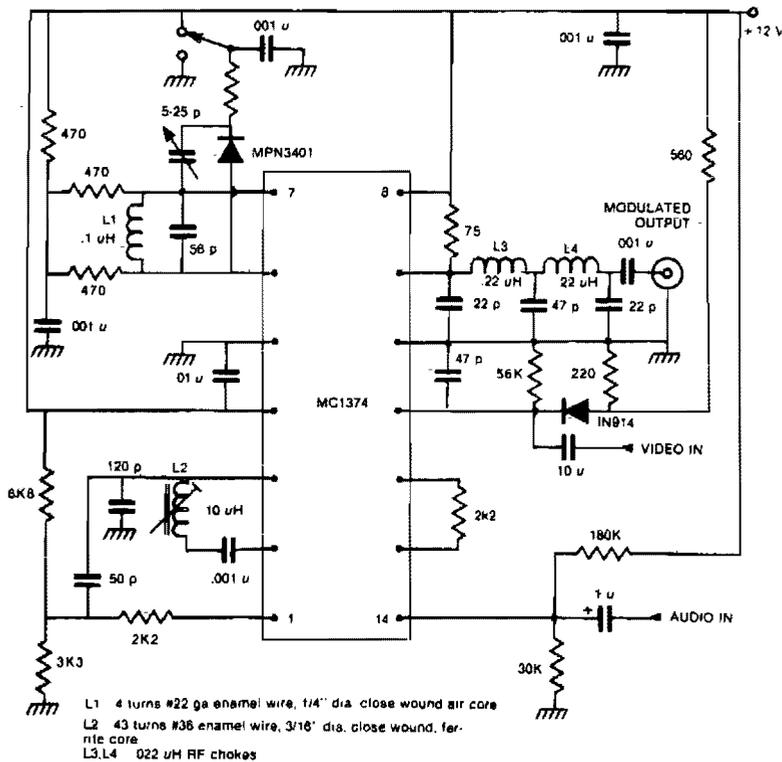 001 u
001 u
+ 12 V
5-25 p
470
MPN3401
560
470
7
8
MODULATED
OUTPUT
L1
.1 uH
56 p
75
L3
L4
001 u
.22 uH
22 uH
470
22 p
47 p
22 p
001 u
01 u
47 p
56K
220
MC1374
IN914
VIDEO IN
10 u
120 p
L2
6K8
10 uH
2k2
180K
50 p
.001 u
1 u
+
1
14
AUDIO IN
2K2
3K3
30K
L1 4 turns #22 ga enamel wire, 1/4" dia. close wound air core
L2 43 turns #36 enamel wire, 3/16" dia. close wound, fer-
rite core
L3,L4 022 uH RF chokes